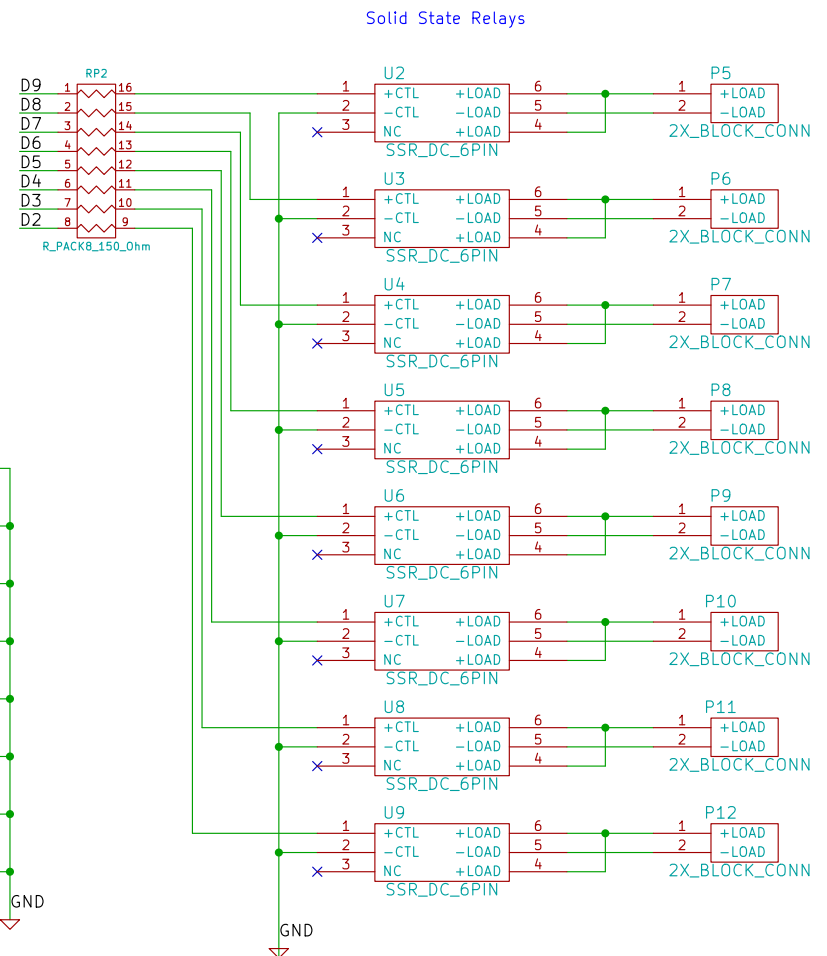 Solid State Relays
RP2
D9 1 16
D8 2 15
D7 3 14
D6 4 13
D5 5 12
D4 6 11
D3 7 10
D2 8 9
R_PACK8_150_Ohm
U2 P5
1 +CTL +LOAD 6 1 +LOAD
2 -CTL -LOAD 5 2 -LOAD
3 NC +LOAD 4 2X_BLOCK_CONN
SSR_DC_6PIN
U3 P6
1 +CTL +LOAD 6 1 +LOAD
2 -CTL -LOAD 5 2 -LOAD
3 NC +LOAD 4 2X_BLOCK_CONN
SSR_DC_6PIN
U4 P7
1 +CTL +LOAD 6 1 +LOAD
2 -CTL -LOAD 5 2 -LOAD
3 NC +LOAD 4 2X_BLOCK_CONN
SSR_DC_6PIN
U5 P8
1 +CTL +LOAD 6 1 +LOAD
2 -CTL -LOAD 5 2 -LOAD
3 NC +LOAD 4 2X_BLOCK_CONN
SSR_DC_6PIN
U6 P9
1 +CTL +LOAD 6 1 +LOAD
2 -CTL -LOAD 5 2 -LOAD
3 NC +LOAD 4 2X_BLOCK_CONN
SSR_DC_6PIN
U7 P10
1 +CTL +LOAD 6 1 +LOAD
2 -CTL -LOAD 5 2 -LOAD
3 NC +LOAD 4 2X_BLOCK_CONN
SSR_DC_6PIN
U8 P11
1 +CTL +LOAD 6 1 +LOAD
2 -CTL -LOAD 5 2 -LOAD
3 NC +LOAD 4 2X_BLOCK_CONN
SSR_DC_6PIN
U9 P12
1 +CTL +LOAD 6 1 +LOAD
2 -CTL -LOAD 5 2 -LOAD
3 NC +LOAD 4 2X_BLOCK_CONN
SSR_DC_6PIN
GND
GND